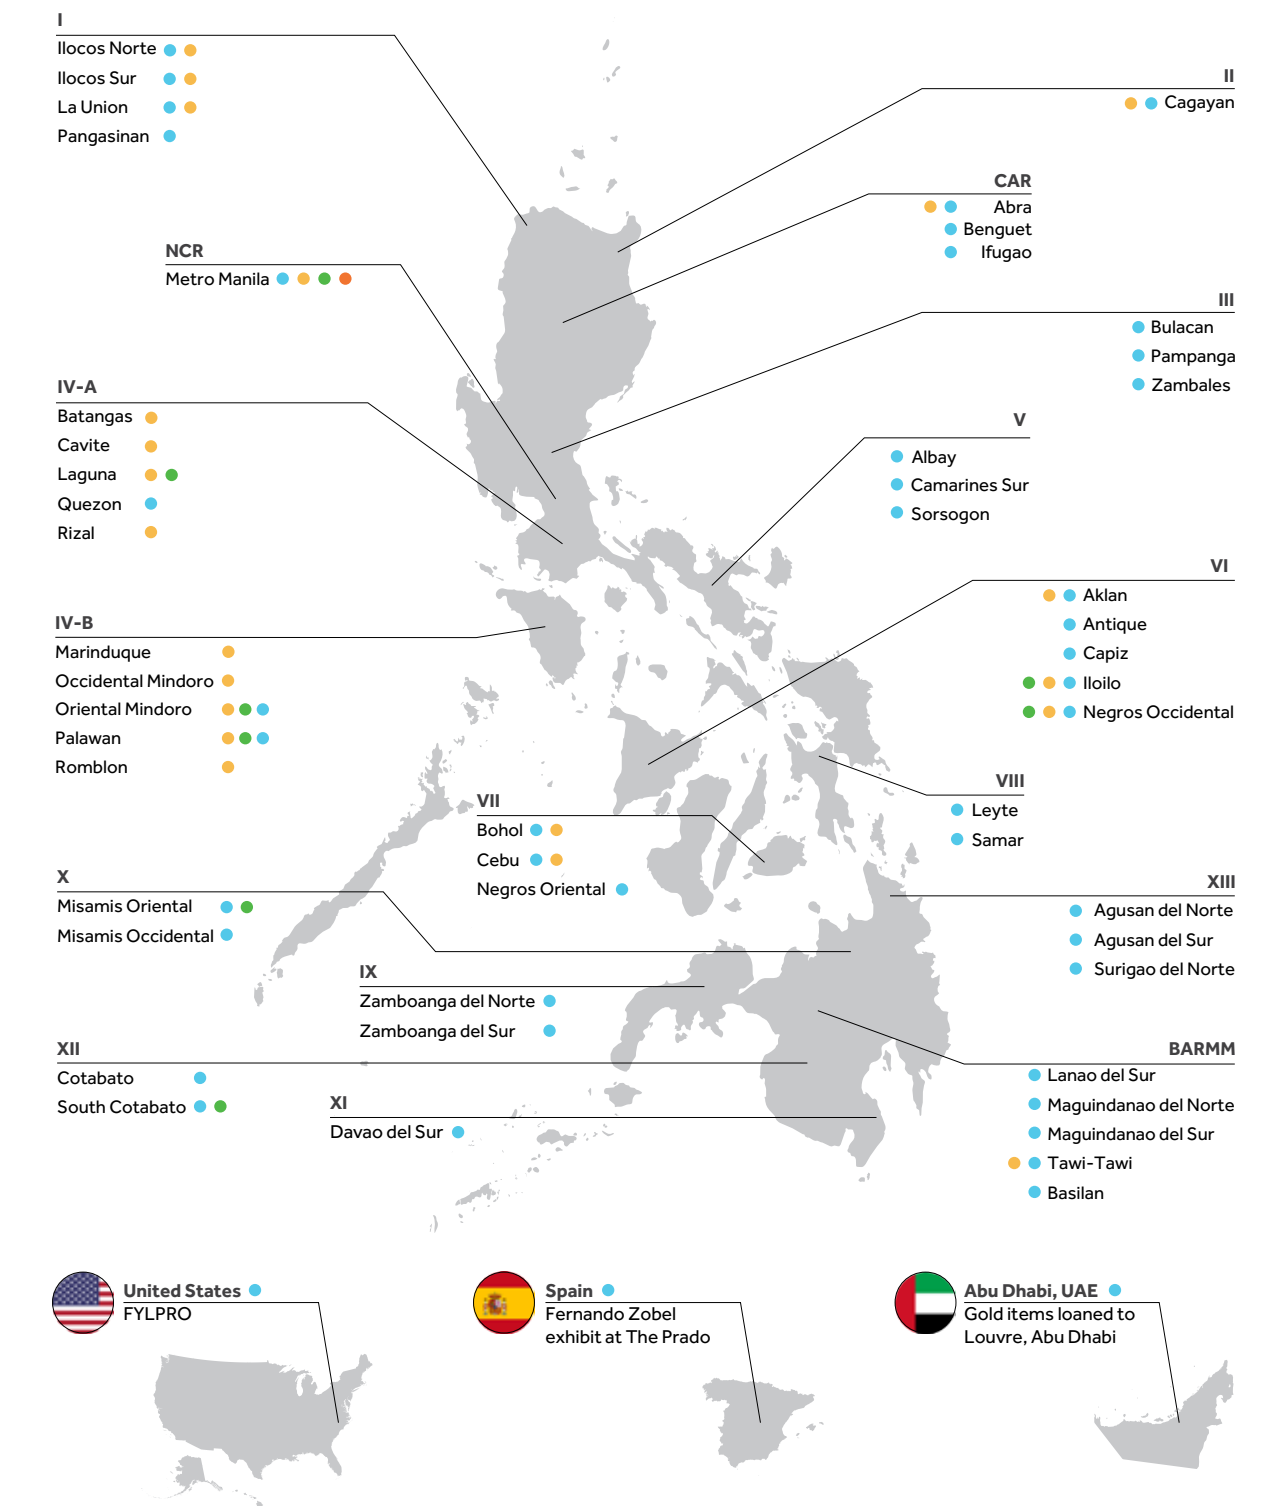 I
Ilocos Norte
Ilocos Sur
La Union
Pangasinan
II
Cagayan
CAR
Abra
Benguet
Ifugao
NCR
Metro Manila
III
Bulacan
Pampanga
Zambales
IV-A
Batangas
Cavite
Laguna
Quezon
Rizal
V
Albay
Camarines Sur
Sorsogon
VI
Aklan
Antique
Capiz
Iloilo
Negros Occidental
IV-B
Marinduque
Occidental Mindoro
Oriental Mindoro
Palawan
Romblon
VIII
Leyte
Samar
VII
Bohol
Cebu
Negros Oriental
X
Misamis Oriental
Misamis Occidental
XIII
Agusan del Norte
Agusan del Sur
Surigao del Norte
IX
Zamboanga del Norte
Zamboanga del Sur
XII
Cotabato
South Cotabato
BARMM
Lanao del Sur
Maguindanao del Norte
Maguindanao del Sur
Tawi-Tawi
Basilan
XI
Davao del Sur
United States
FYLPRO
Spain
Fernando Zobel
exhibit at The Prado
Abu Dhabi, UAE
Gold items loaned to
Louvre, Abu Dhabi